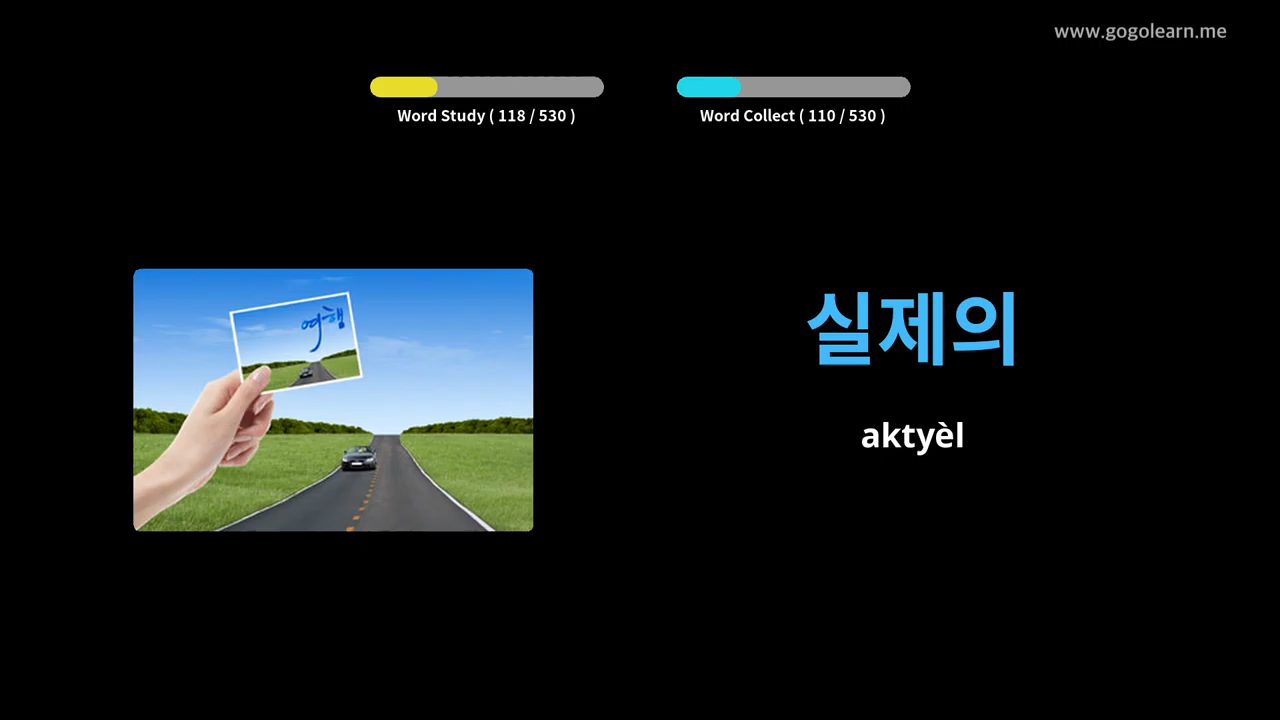 www.gogolearn.me
Word Study ( 118 / 530 )
Word Collect ( 110 / 530 )
여행
실제의
aktyèl